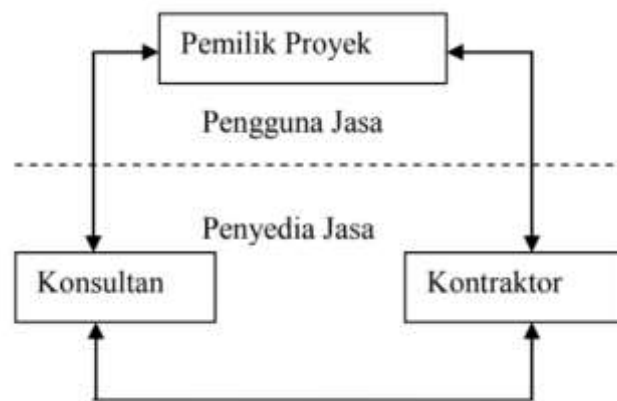 Pemilik Proyek
Pengguna Jasa
Penyedia Jasa
Konsultan
Kontraktor